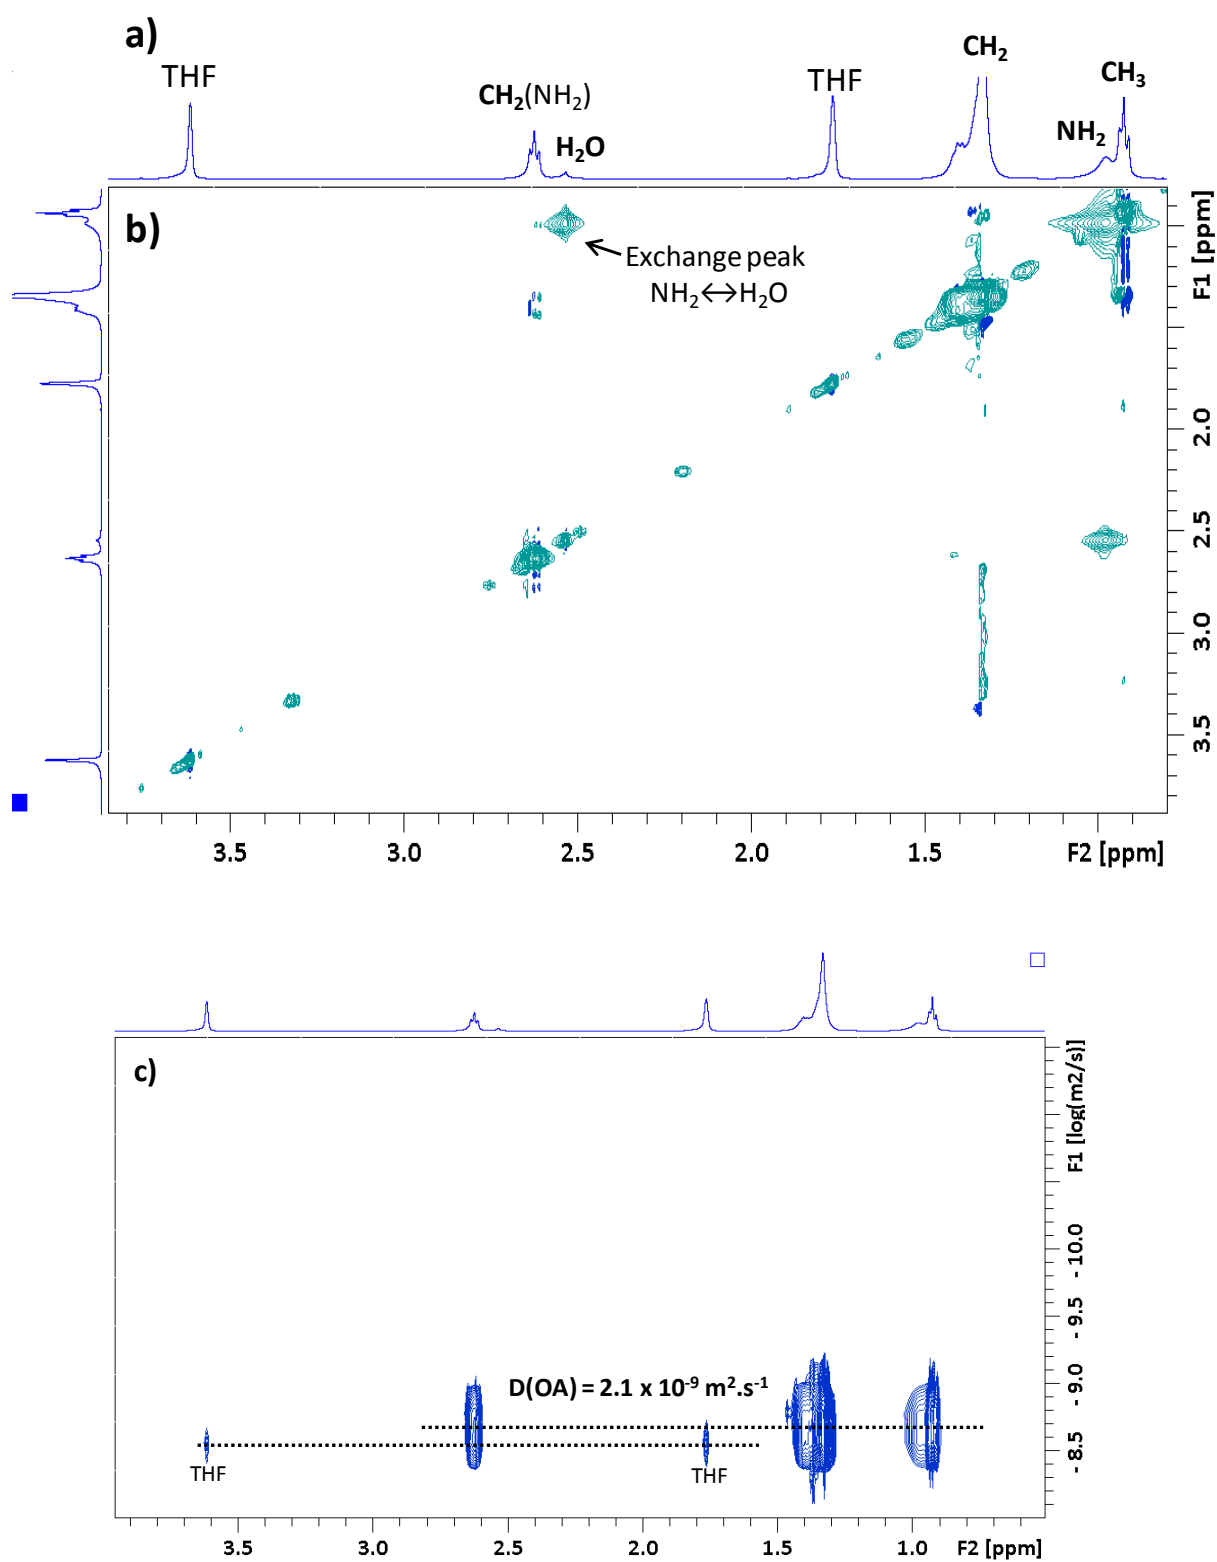 a)
THF
CH₂(NH₂)
H₂O
THF
CH₂
NH₂
CH₃
b)
Exchange peak
NH₂↔H₂O
F1 [ppm]
2.0
2.5
3.0
3.5
3.5
3.0
2.5
2.0
1.5
F2 [ppm]
c)
F1 [log(m2/s)]
- 10.0
- 9.5
- 9.0
- 8.5
D(OA) = 2.1 x 10⁻⁹ m².s⁻¹
THF
THF
3.5
3.0
2.5
2.0
1.5
1.0
F2 [ppm]